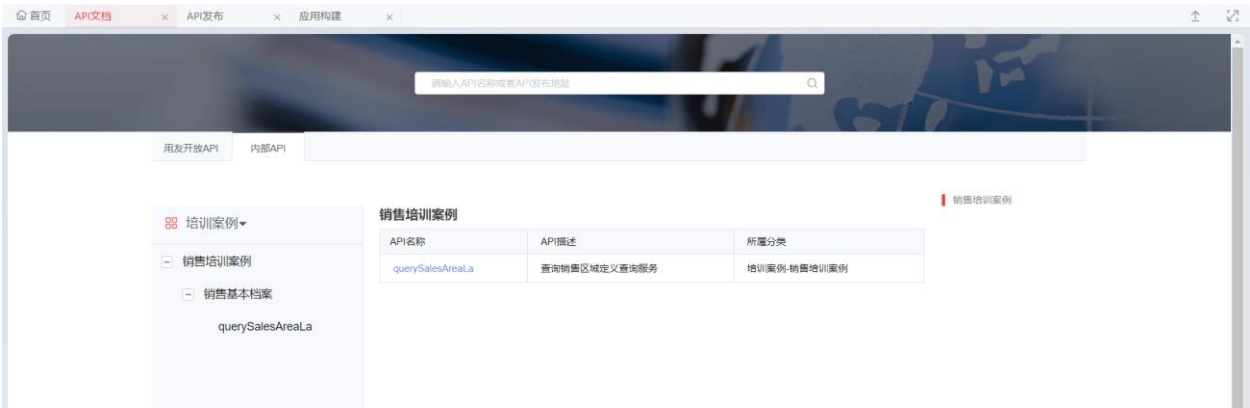 首页 API文档 × API发布 × 应用构建 ×
请输入API名称或者API发布地址
用友开放API 内部API
销售培训案例
培训案例
销售培训案例
API名称 API描述 所属分类
销售培训案例
querySalesAreaLa 查询销售区域定义查询服务 培训案例-销售培训案例
销售基本档案
querySalesAreaLa